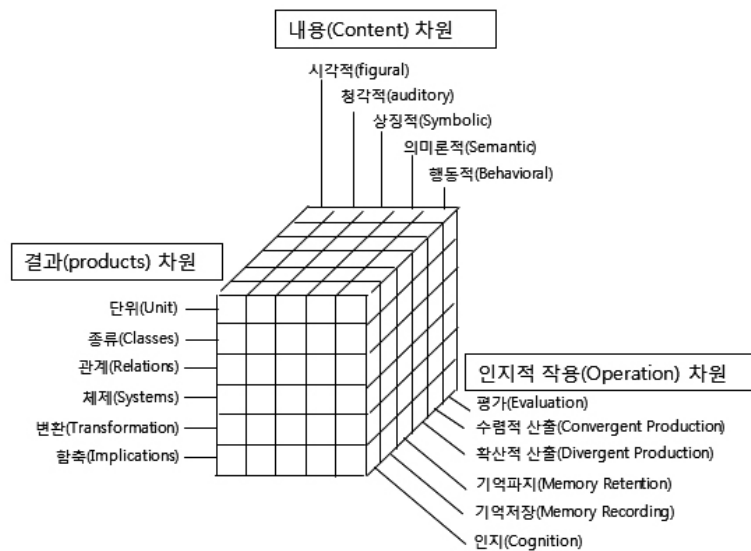 내용(Content) 차원
시각적(figural)
청각적(auditory)
상징적(Symbolic)
의미론적(Semantic)
행동적(Behavioral)
결과(products) 차원
단위(Unit)
종류(Classes)
관계(Relations)
체제(Systems)
변환(Transformation)
함축(Implications)
인지적 작용(Operation) 차원
평가(Evaluation)
수렴적 산출(Convergent Production)
확산적 산출(Divergent Production)
기억파지(Memory Retention)
기억저장(Memory Recording)
인지(Cognition)